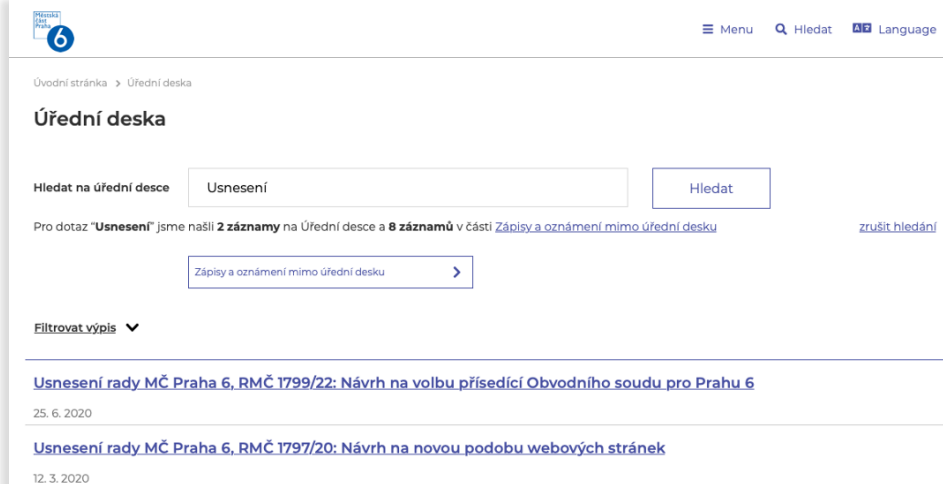 Městská
část
Praha
6
Menu
Hledat
Language
Úvodní stránka > Úřední deska
Úřední deska
Hledat na úřední desce
Usnesení
Hledat
Pro dotaz “Usnesení” jsme našli 2 záznamy na Úřední desce a 8 záznamů v části Zápisy a oznámení mimo úřední desku
zrušit hledání
Zápisy a oznámení mimo úřední desku
Filtrovat výpis
Usnesení rady MČ Praha 6, RMČ 1799/22: Návrh na volbu přísedící Obvodního soudu pro Prahu 6
25. 6. 2020
Usnesení rady MČ Praha 6, RMČ 1797/20: Návrh na novou podobu webových stránek
12. 3. 2020